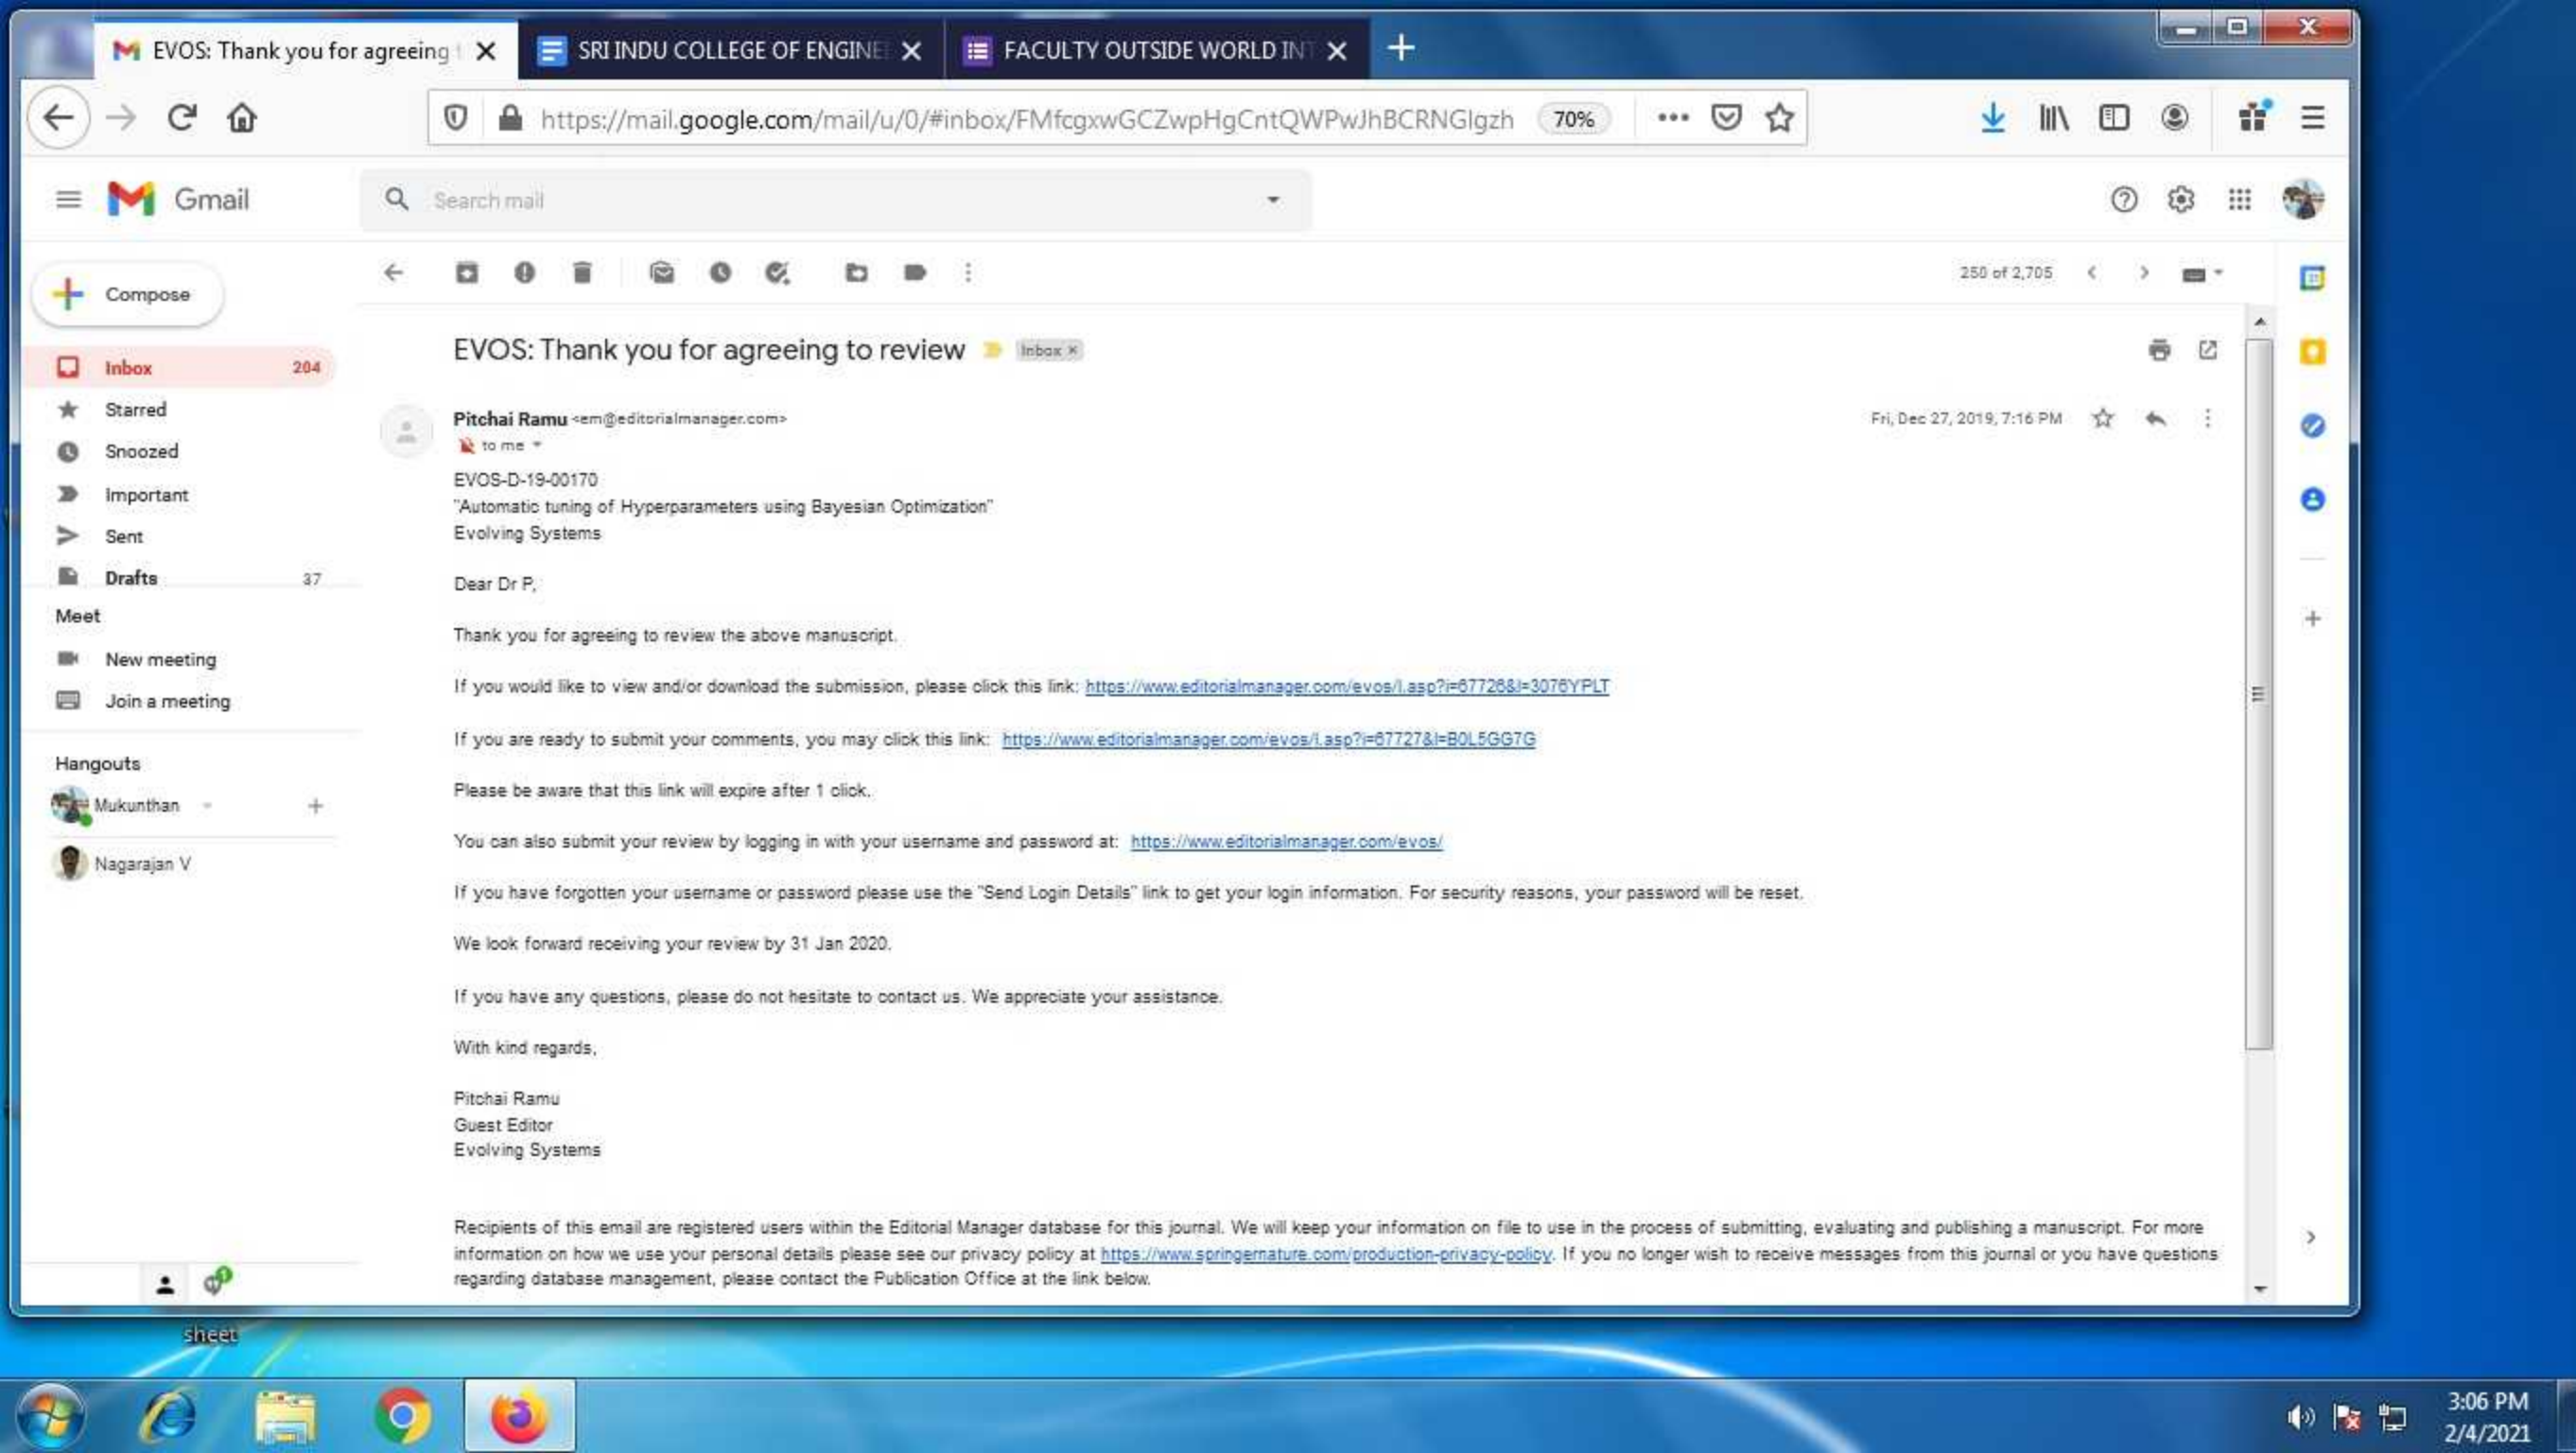 EVOS: Thank you for agreeing
SRI INDU COLLEGE OF ENGINE
FACULTY OUTSIDE WORLD INT
https://mail.google.com/mail/u/0/#inbox/FMfcgxwGCZwpHgCntQWPwJhBCRNGlgzh
70%
Gmail
Search mail
Compose
250 of 2,705
Inbox 204
Starred
Snoozed
Important
Sent
Drafts 37
Meet
New meeting
Join a meeting
Hangouts
Mukunthan
Nagarajan V
EVOS: Thank you for agreeing to review
Inbox x
Pitchai Ramu <em@editorialmanager.com>
Fri, Dec 27, 2019, 7:16 PM
to me
EVOS-D-19-00170
"Automatic tuning of Hyperparameters using Bayesian Optimization"
Evolving Systems
Dear Dr P,
Thank you for agreeing to review the above manuscript.
If you would like to view and/or download the submission, please click this link: https://www.editorialmanager.com/evos/l.asp?i=67726&l=3076YPLT
If you are ready to submit your comments, you may click this link: https://www.editorialmanager.com/evos/l.asp?i=67727&l=B0L5GG7G
Please be aware that this link will expire after 1 click.
You can also submit your review by logging in with your username and password at: https://www.editorialmanager.com/evos/
If you have forgotten your username or password please use the "Send Login Details" link to get your login information. For security reasons, your password will be reset.
We look forward receiving your review by 31 Jan 2020.
If you have any questions, please do not hesitate to contact us. We appreciate your assistance.
With kind regards,
Pitchai Ramu
Guest Editor
Evolving Systems
Recipients of this email are registered users within the Editorial Manager database for this journal. We will keep your information on file to use in the process of submitting, evaluating and publishing a manuscript. For more
information on how we use your personal details please see our privacy policy at https://www.springernature.com/production-privacy-policy. If you no longer wish to receive messages from this journal or you have questions
regarding database management, please contact the Publication Office at the link below.
sheet
3:06 PM
2/4/2021